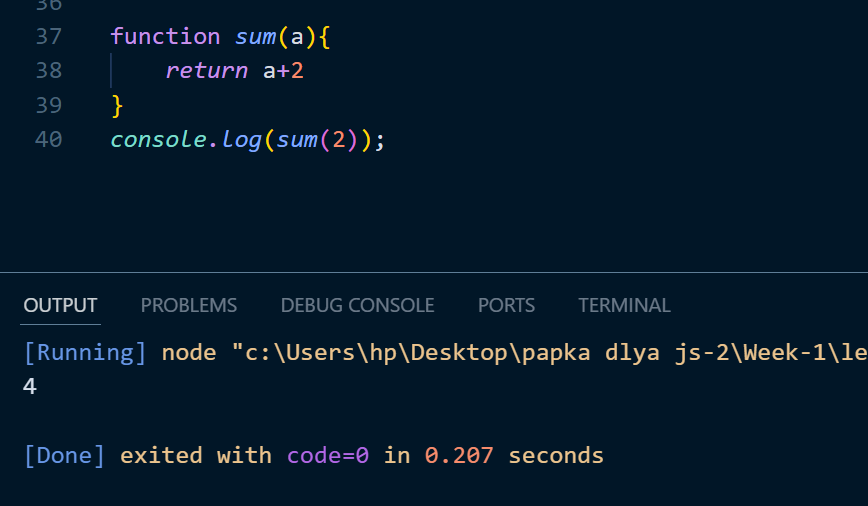 36
37 function sum(a){
38     return a+2
39 }
40 console.log(sum(2));
OUTPUT PROBLEMS DEBUG CONSOLE PORTS TERMINAL
[Running] node "c:\Users\hp\Desktop\papka dlya js-2\Week-1\le
4
[Done] exited with code=0 in 0.207 seconds